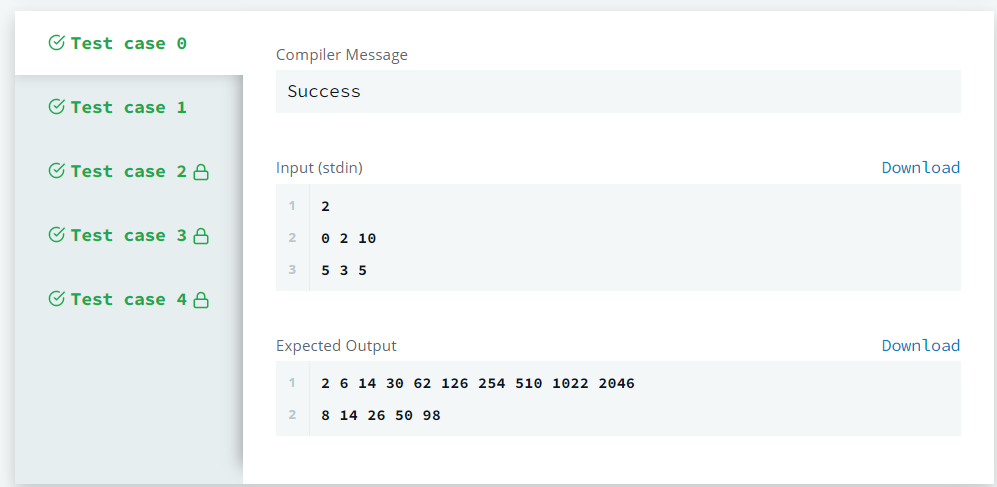 Test case 0
Test case 1
Test case 2
Test case 3
Test case 4
Compiler Message
Success
Input (stdin)
Download
1 2
2 0 2 10
3 5 3 5
Expected Output
Download
1 2 6 14 30 62 126 254 510 1022 2046
2 8 14 26 50 98